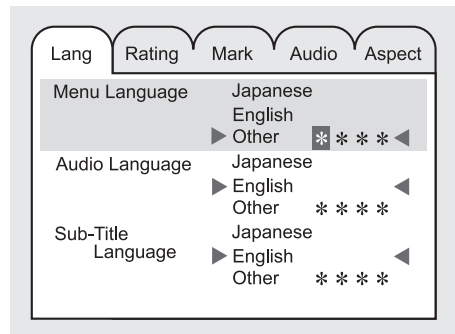 Lang Rating Mark Audio Aspect
Menu Language Japanese
English
Other * * * *
Audio Language Japanese
English
Other * * * *
Sub-Title Japanese
Language English
Other * * * *